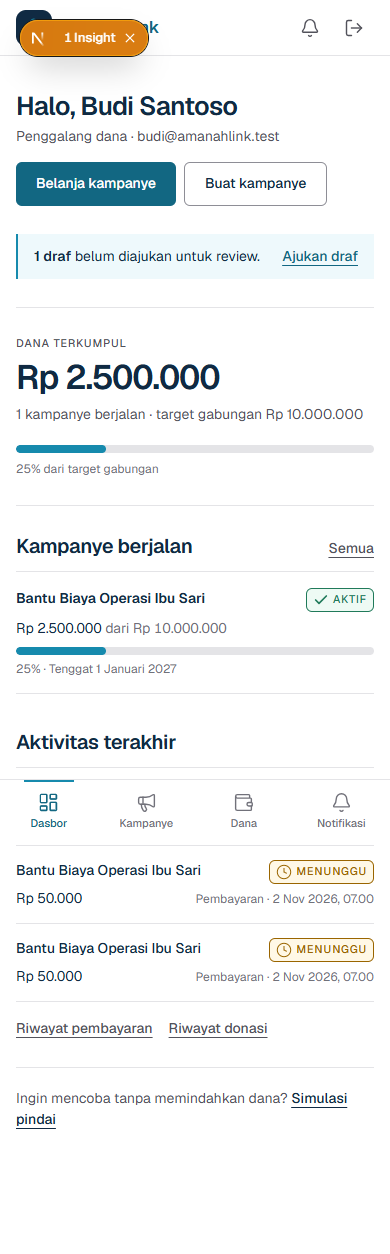 1 Insight
nk
Halo, Budi Santoso
Penggalang dana · budi@amanahlink.test
Belanja kampanye
Buat kampanye
1 draf belum diajukan untuk review. Ajukan draf
DANA TERKUMPUL
Rp 2.500.000
1 kampanye berjalan · target gabungan Rp 10.000.000
25% dari target gabungan
Kampanye berjalan
Semua
Bantu Biaya Operasi Ibu Sari
AKTIF
Rp 2.500.000 dari Rp 10.000.000
25% · Tenggat 1 Januari 2027
Aktivitas terakhir
Dasbor
Kampanye
Dana
Notifikasi
Bantu Biaya Operasi Ibu Sari
MENUNGGU
Rp 50.000
Pembayaran · 2 Nov 2026, 07.00
Bantu Biaya Operasi Ibu Sari
MENUNGGU
Rp 50.000
Pembayaran · 2 Nov 2026, 07.00
Riwayat pembayaran
Riwayat donasi
Ingin mencoba tanpa memindahkan dana? Simulasi
pindai